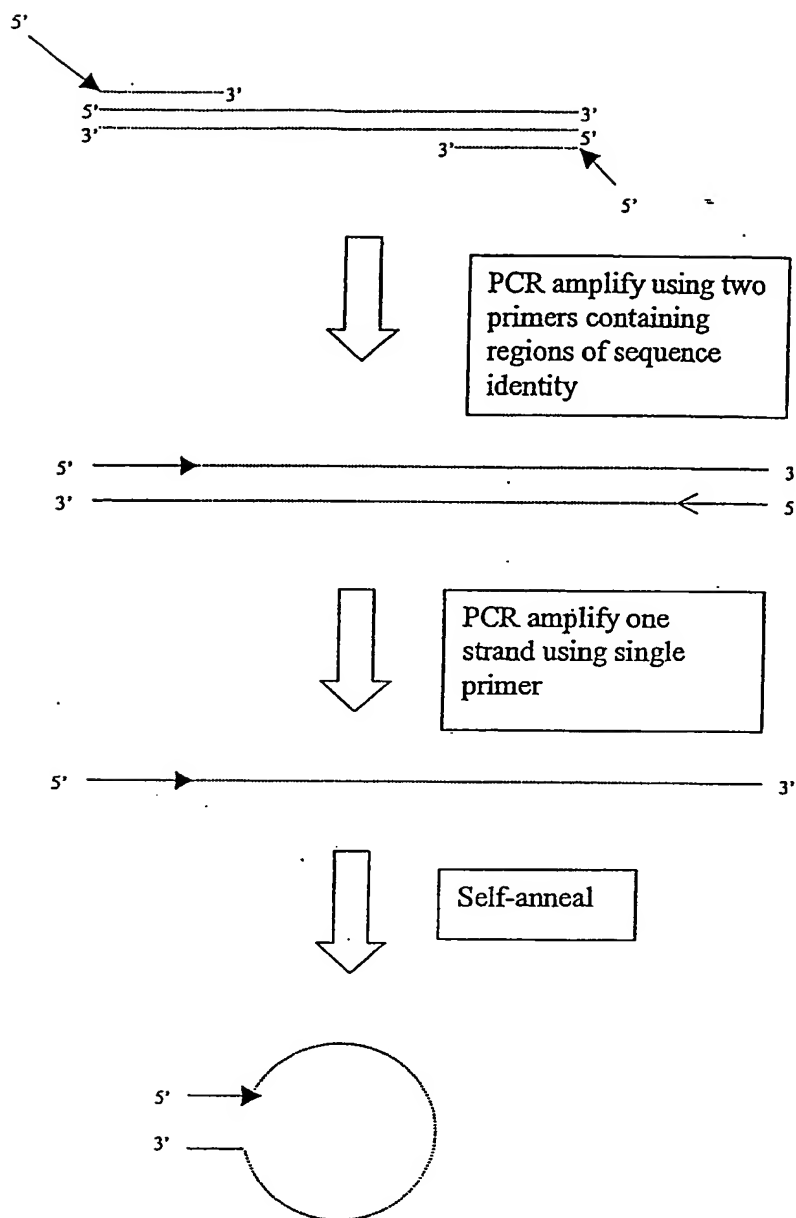 5'
3'
5' 3'
3' 5'
3'
5'
PCR amplify using two
primers containing
regions of sequence
identity
5' 3
3' 5
PCR amplify one
strand using single
primer
5' 3'
Self-anneal
5'
3'